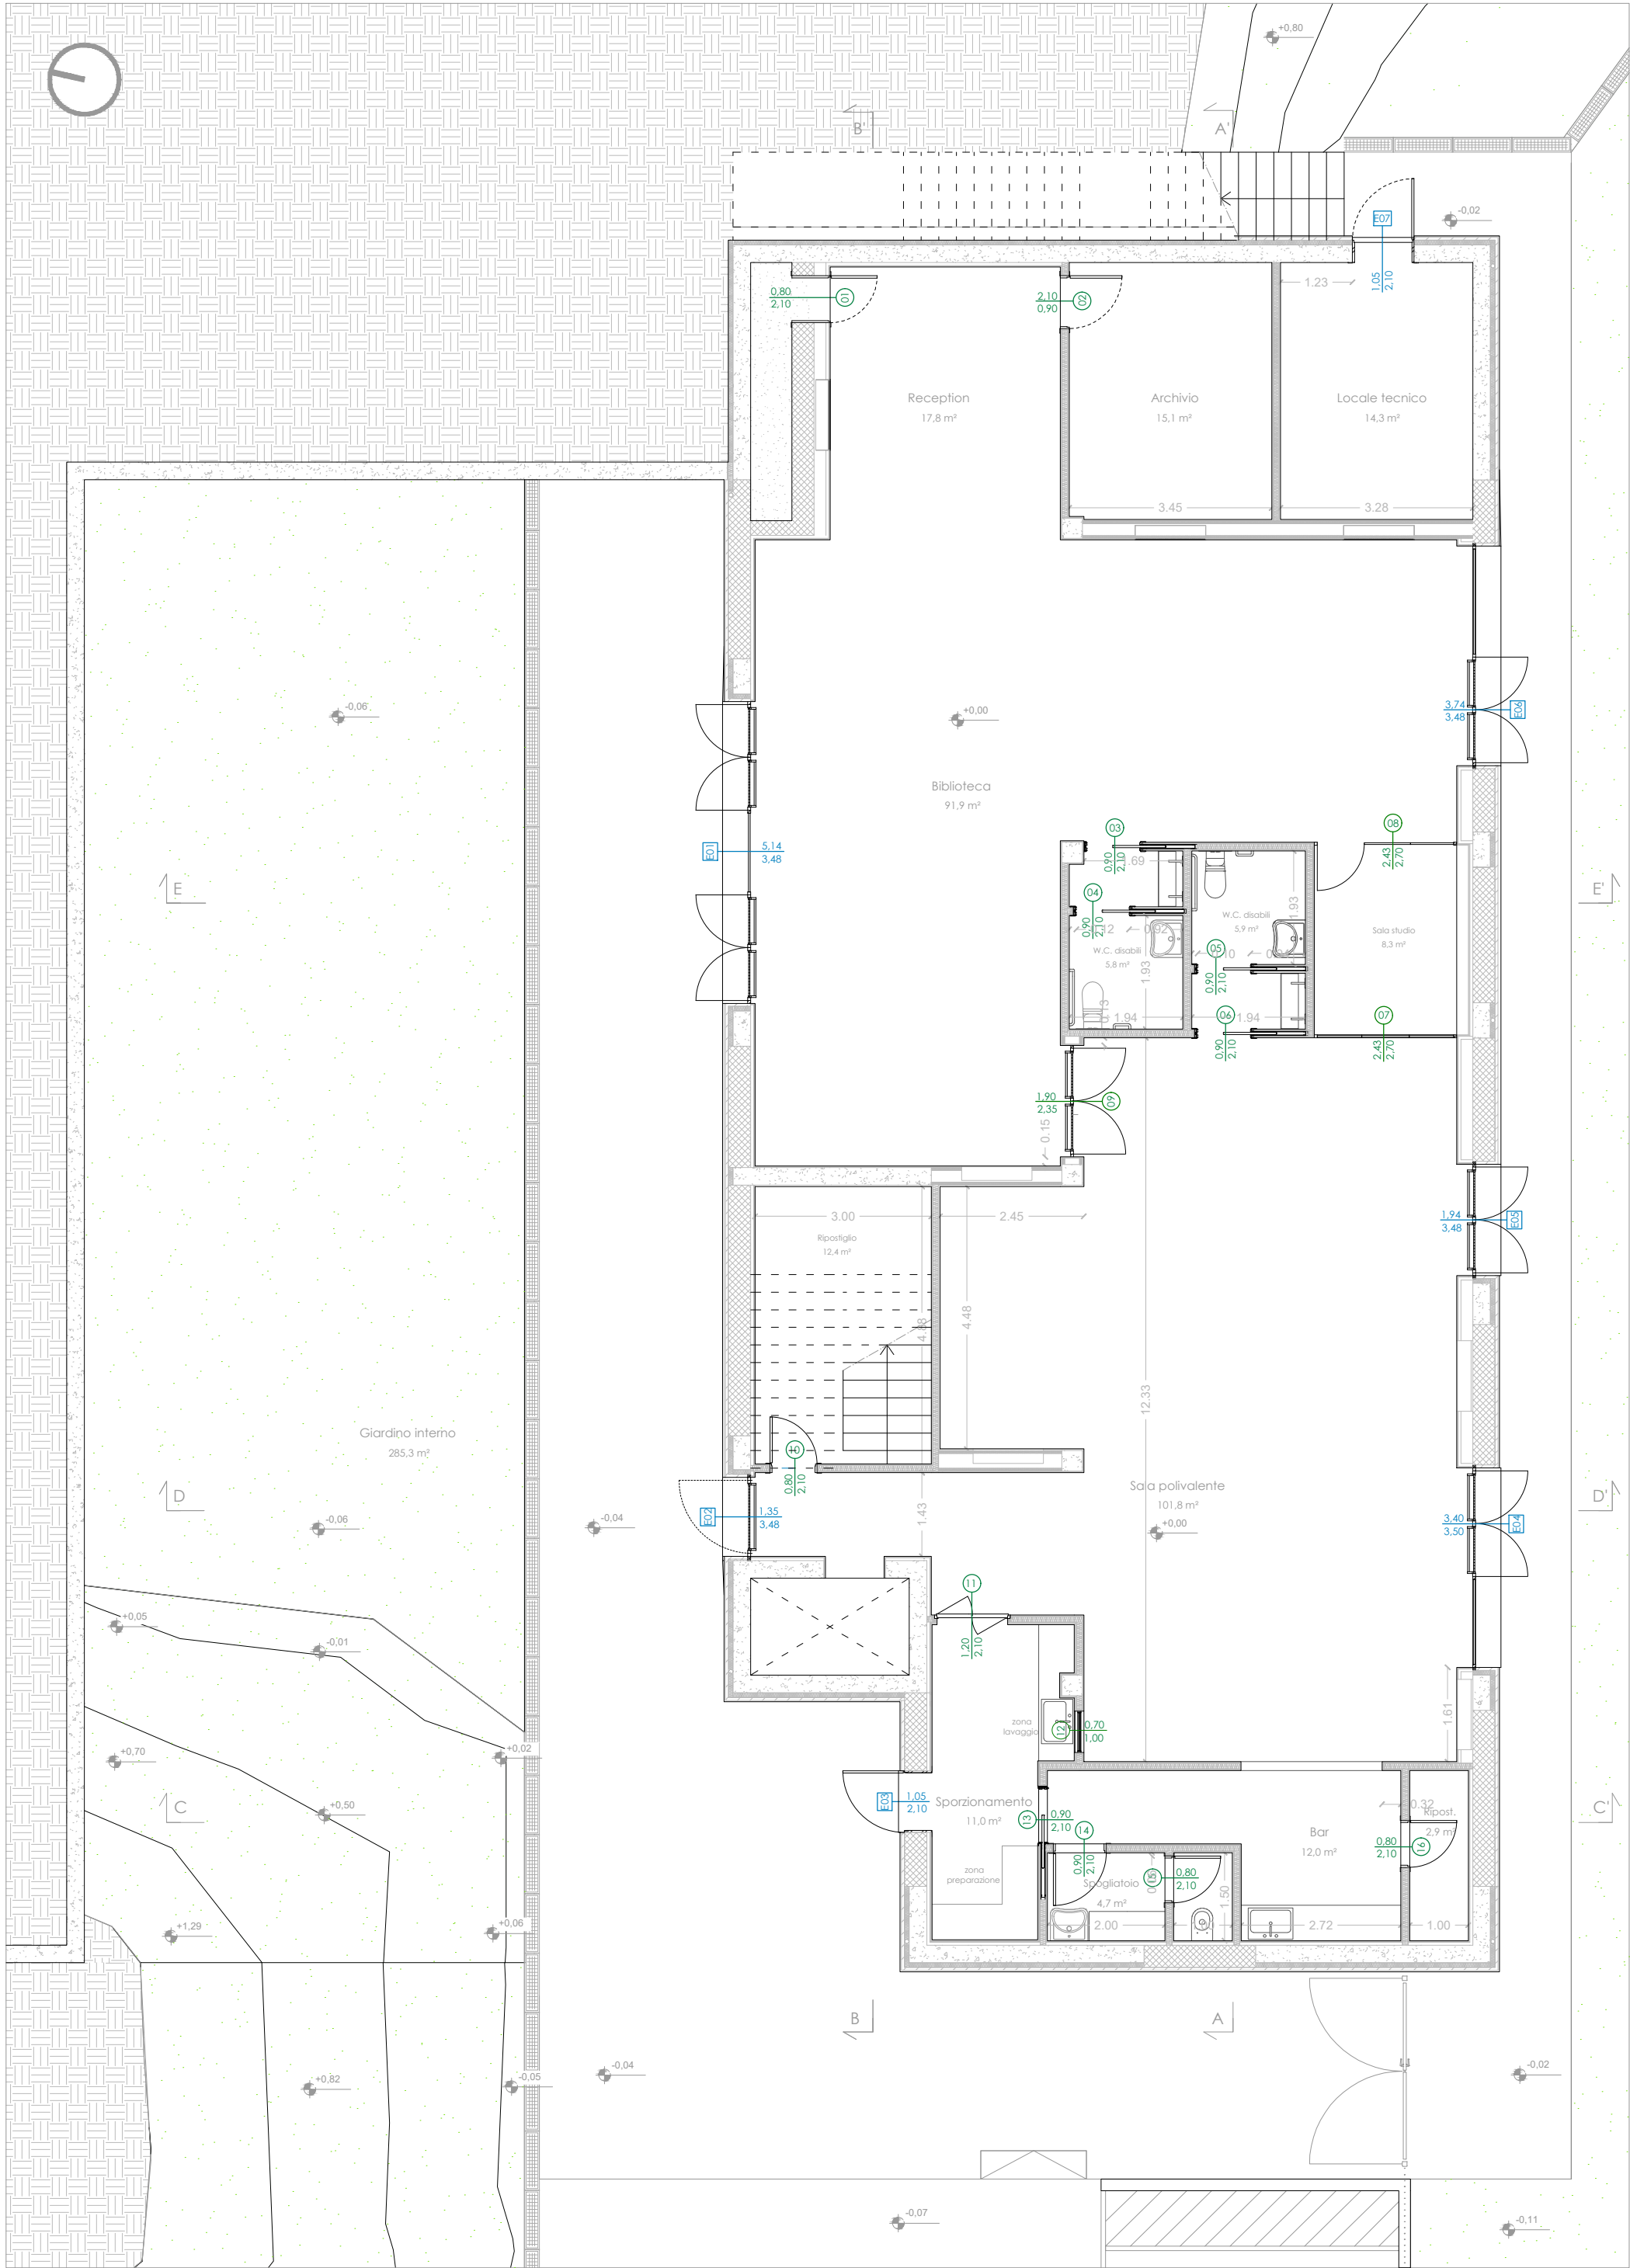 +0,80
B'
A'
E07
-0,02
1,05
2,10
1.23
0,80
2,10
01
2,10
0,90
02
Reception
17,8 m²
Archivio
15,1 m²
Locale tecnico
14,3 m²
3.45
3.28
-0,06
+0,00
3,74
3,48
E06
Biblioteca
91,9 m²
E01
5,14
3,48
03
0,90
2,10
1.69
08
2,43
2,70
E
E'
04
0,90
2,10
0.92
W.C. disabili
5,9 m²
1.93
Sala studio
8,3 m²
W.C. disabili
5,8 m²
1.93
05
0,90
2,10
1.94
06
1.94
0,90
2,10
07
2,43
2,70
1,90
2,35
09
0.15
3.00
2.45
Ripostiglio
12,4 m²
1,94
3,48
E05
4.48
12.33
Giardino interno
285,3 m²
10
0,80
2,10
D
D'
Sala polivalente
101,8 m²
+0,00
-0,06
-0,04
E02
1,35
3,48
1.43
3,40
3,50
E04
11
1,20
2,10
+0,05
-0,01
1.61
zona
lavaggio
12
0,70
1,00
+0,02
+0,70
C
+0,50
C'
E03
1,05
2,10
Sporzionamento
11,0 m²
13
0,90
2,10
14
0,90
2,10
0.32
Ripost.
2,9 m²
Bar
12,0 m²
0,80
2,10
16
zona
preparazione
Spogliatoio
4,7 m²
15
0,80
2,10
1.50
2.00
2.72
1.00
+1,29
+0,06
B
A
-0,04
-0,02
+0,82
-0,05
-0,07
-0,11